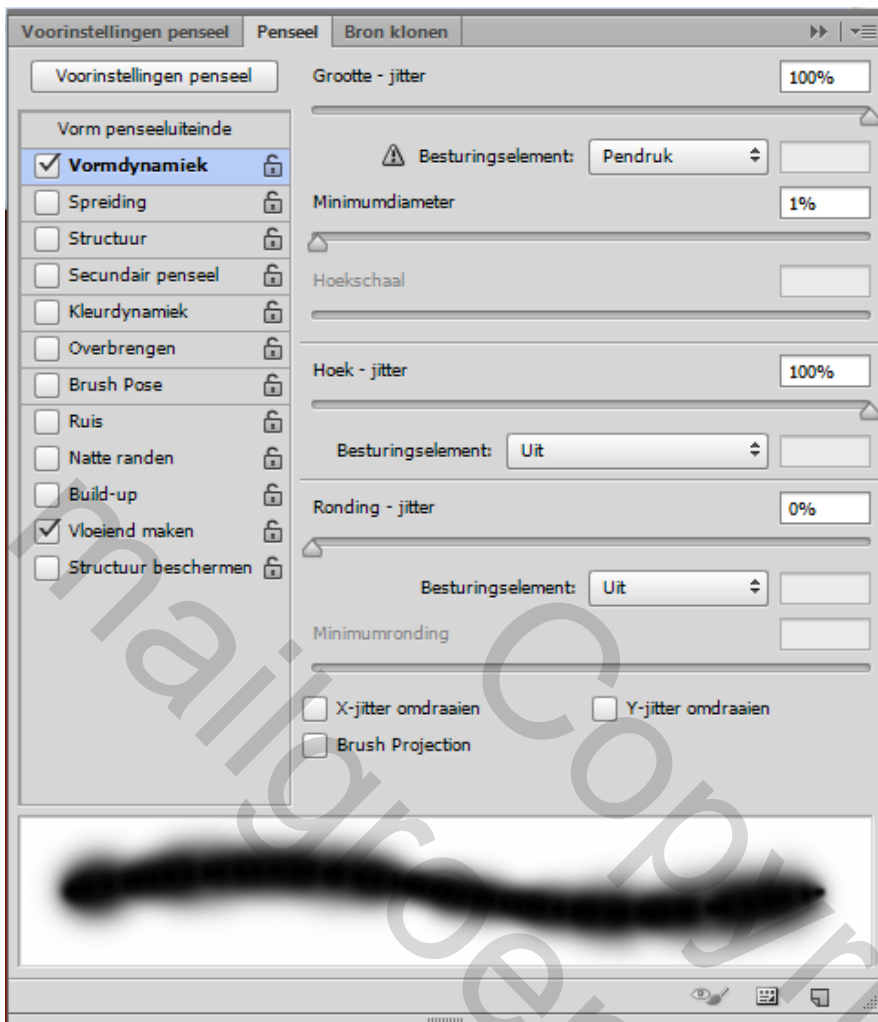 Voorinstellingen penseel Penseel Bron klonen
Voorinstellingen penseel
Vorm penseeluiteinde
Vormdynamiek
Spreiding
Structuur
Secundair penseel
Kleurdynamiek
Overbrengen
Brush Pose
Ruis
Natte randen
Build-up
Vloeiend maken
Structuur beschermen
Grootte - jitter 100%
Besturingselement: Pendruk
Minimumdiameter 1%
Hoekschaal
Hoek - jitter 100%
Besturingselement: Uit
Ronding - jitter 0%
Besturingselement: Uit
Minimumronding
X-jitter omdraaien Y-jitter omdraaien
Brush Projection